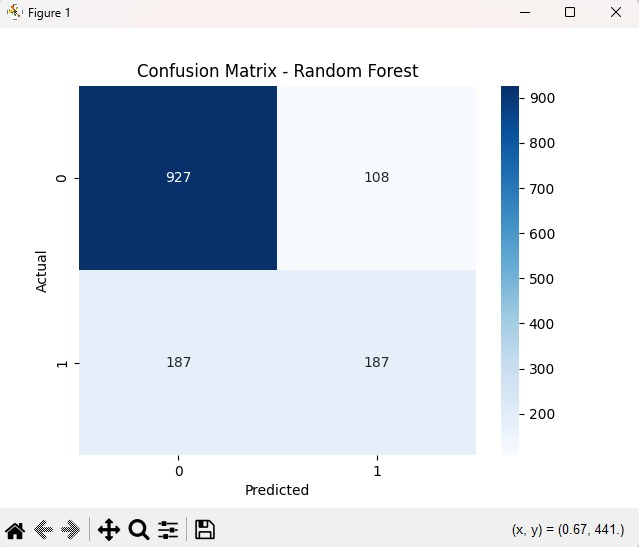 Figure 1
Confusion Matrix - Random Forest
927 108
187 187
Actual
0
1
0 1
Predicted
900
800
700
600
500
400
300
200
(x, y) = (0.67, 441.)